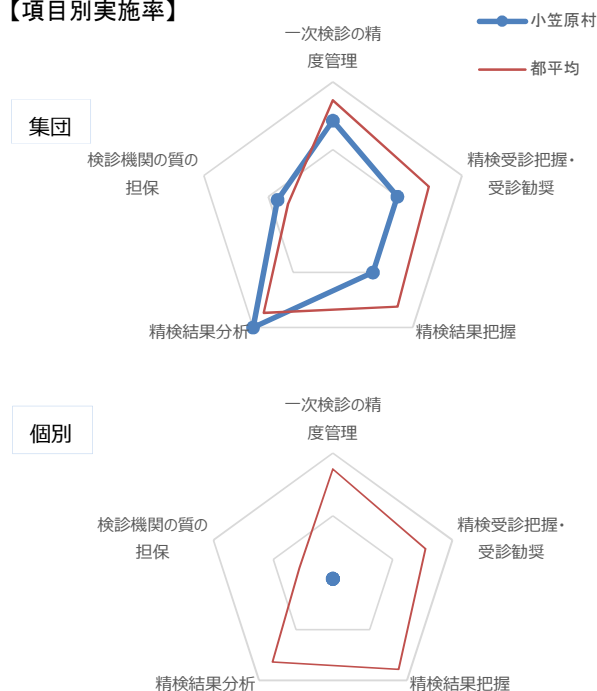 【項目別実施率】
小笠原村
都平均
集団
一次検診の精
度管理
精検受診把握・
受診勧奨
精検結果把握
精検結果分析
検診機関の質の
担保
個別
一次検診の精
度管理
精検受診把握・
受診勧奨
精検結果把握
精検結果分析
検診機関の質の
担保